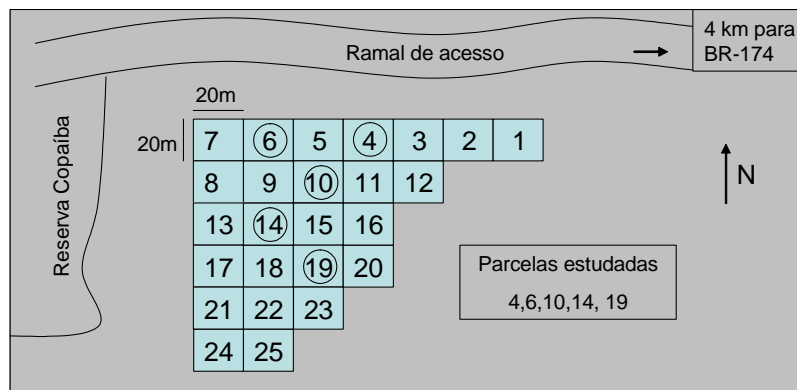 Ramal de acesso
4 km para
BR-174
20m
20m
Reserva Copaíba
7 6 5 4 3 2 1
8 9 10 11 12
13 14 15 16
17 18 19 20
21 22 23
24 25
N
Parcelas estudadas
4,6,10,14, 19